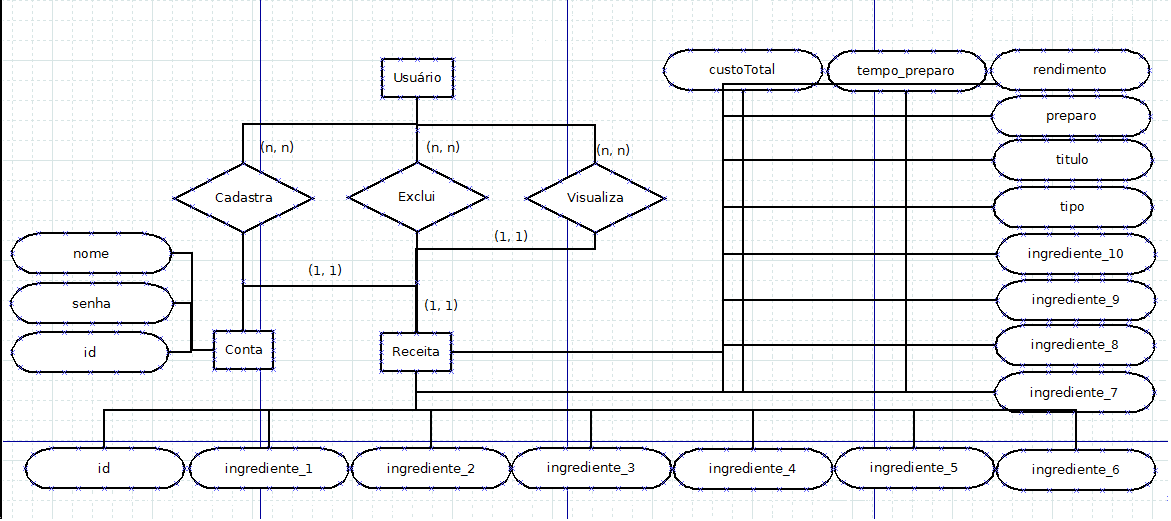 custoTotal
tempo_preparo
rendimento
Usuário
preparo
(n, n)
(n, n)
(n, n)
titulo
Cadastra
Exclui
Visualiza
tipo
(1, 1)
nome
ingrediente_10
(1, 1)
senha
(1, 1)
ingrediente_9
id
Conta
Receita
ingrediente_8
ingrediente_7
id
ingrediente_1
ingrediente_2
ingrediente_3
ingrediente_4
ingrediente_5
ingrediente_6